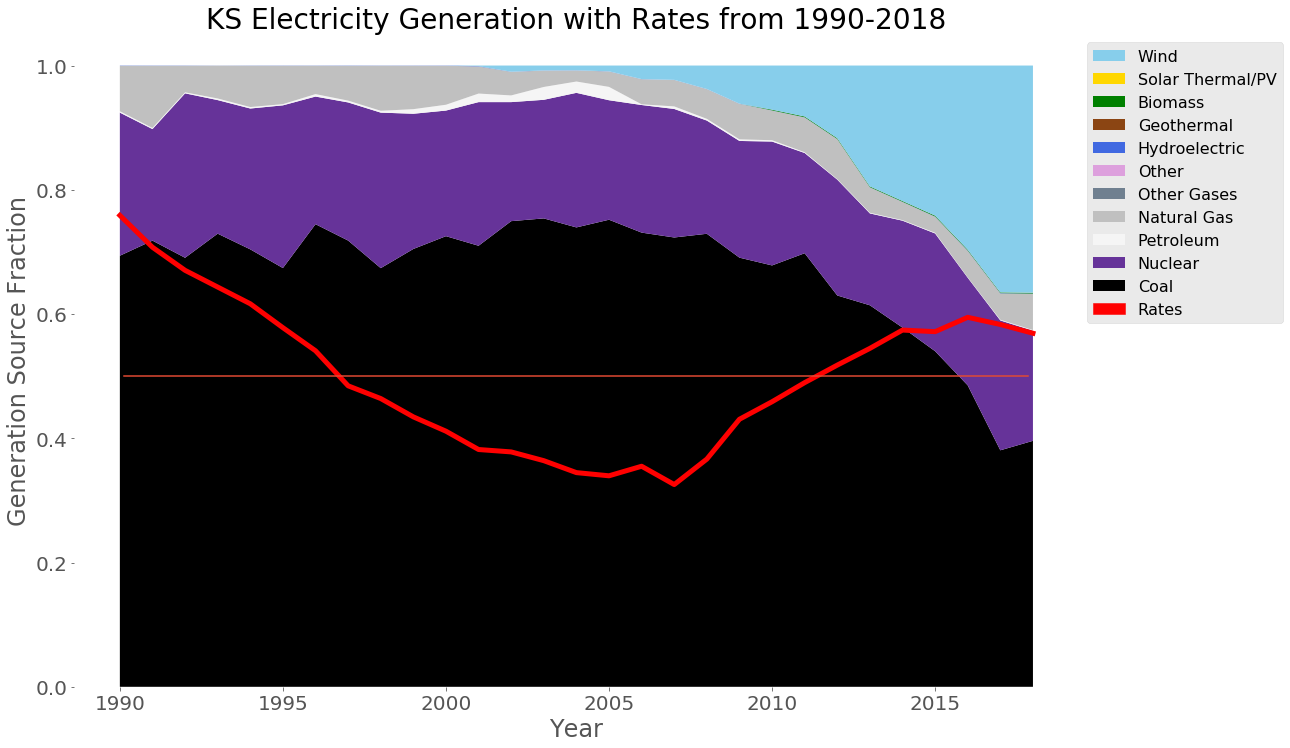 KS Electricity Generation with Rates from 1990-2018
1.0
0.8
0.6
0.4
0.2
0.0
Generation Source Fraction
1990
1995
2000
2005
2010
2015
Year
Wind
Solar Thermal/PV
Biomass
Geothermal
Hydroelectric
Other
Other Gases
Natural Gas
Petroleum
Nuclear
Coal
Rates